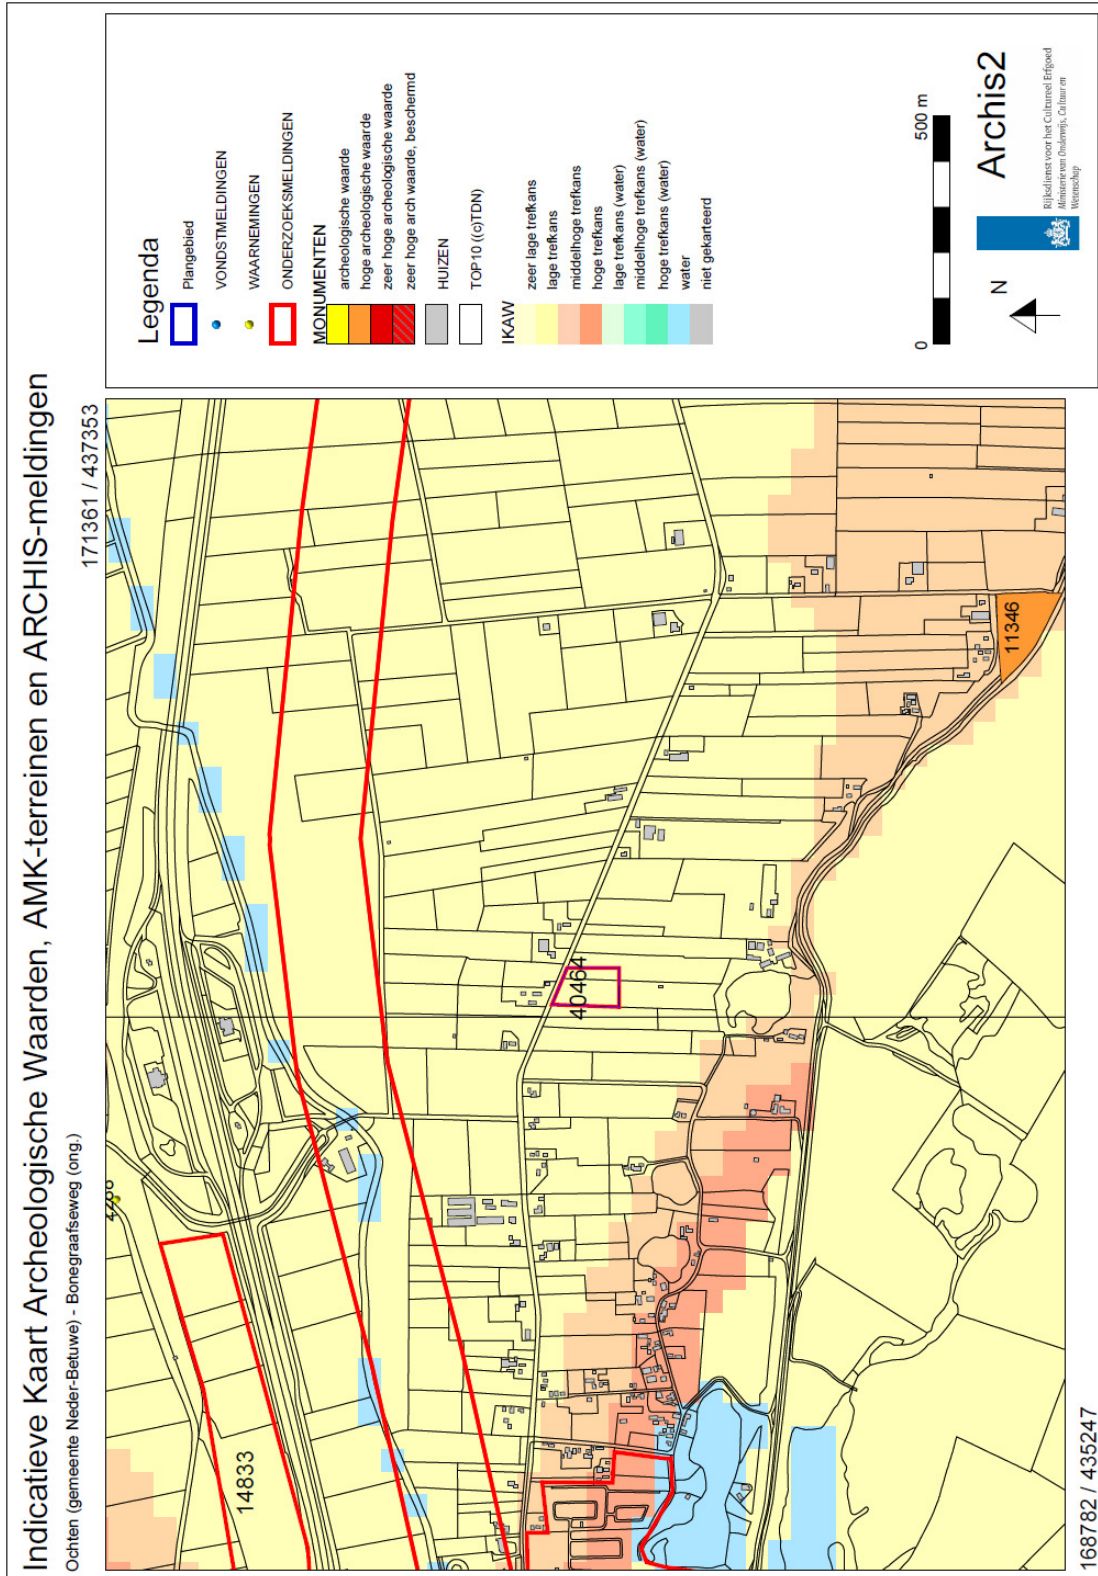 Indicatieve Kaart Archeologische Waarden, AMK-terreinen en ARCHIS-meldingen
Ochten (gemeente Neder-Betuwe) - Bonegraafseweg (ong.)
171361 / 437353
14833
40464
11346
168782 / 435247
Legenda
Plangebied
VONDSTMELDINGEN
WAARNEMINGEN
ONDERZOEKSMELDINGEN
MONUMENTEN
archeologische waarde
hoge archeologische waarde
zeer hoge archeologische waarde
zeer hoge arch waarde, beschermd
HUIZEN
TOP10 ((c)TDN)
IKAW
zeer lage trefkans
lage trefkans
middelhoge trefkans
hoge trefkans
lage trefkans (water)
middelhoge trefkans (water)
hoge trefkans (water)
water
niet gekarteerd
0 500 m
N
Archis2
Rijksdienst voor het Cultureel Erfgoed
Ministerie van Onderwijs, Cultuur en
Wetenschap